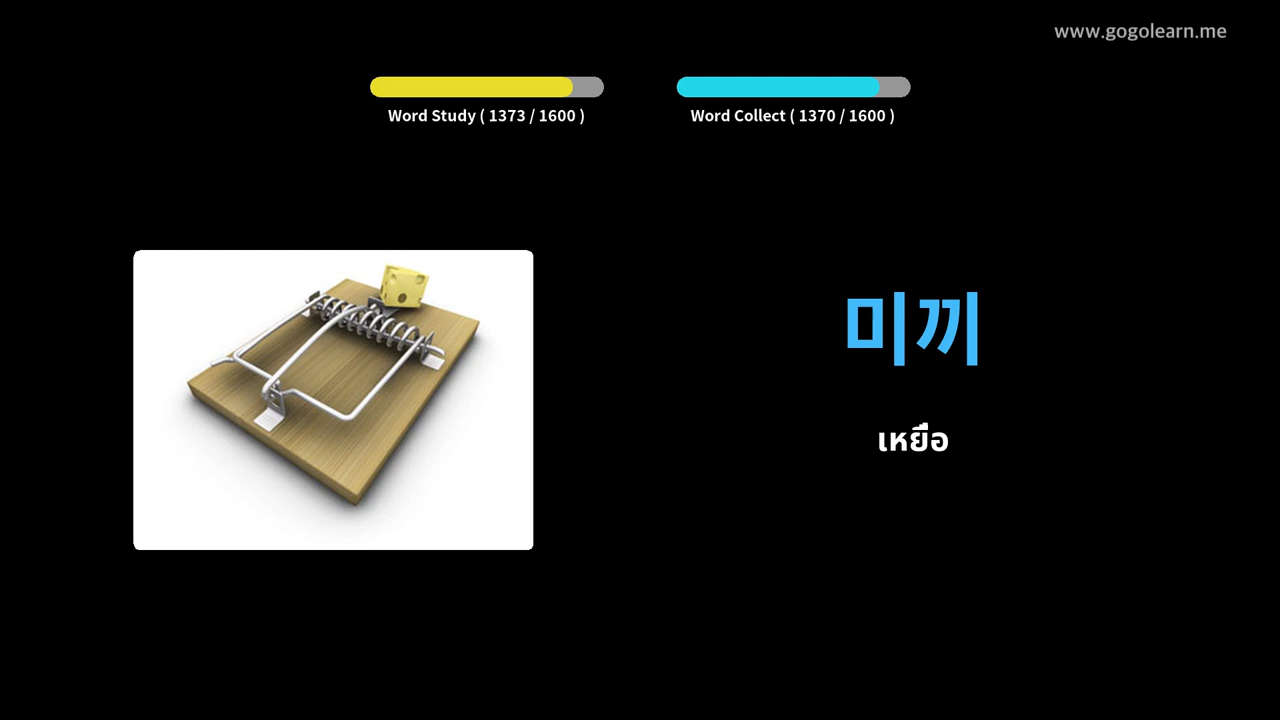 www.gogolearn.me
Word Study ( 1373 / 1600 )
Word Collect ( 1370 / 1600 )
미끼
เหยื่อ